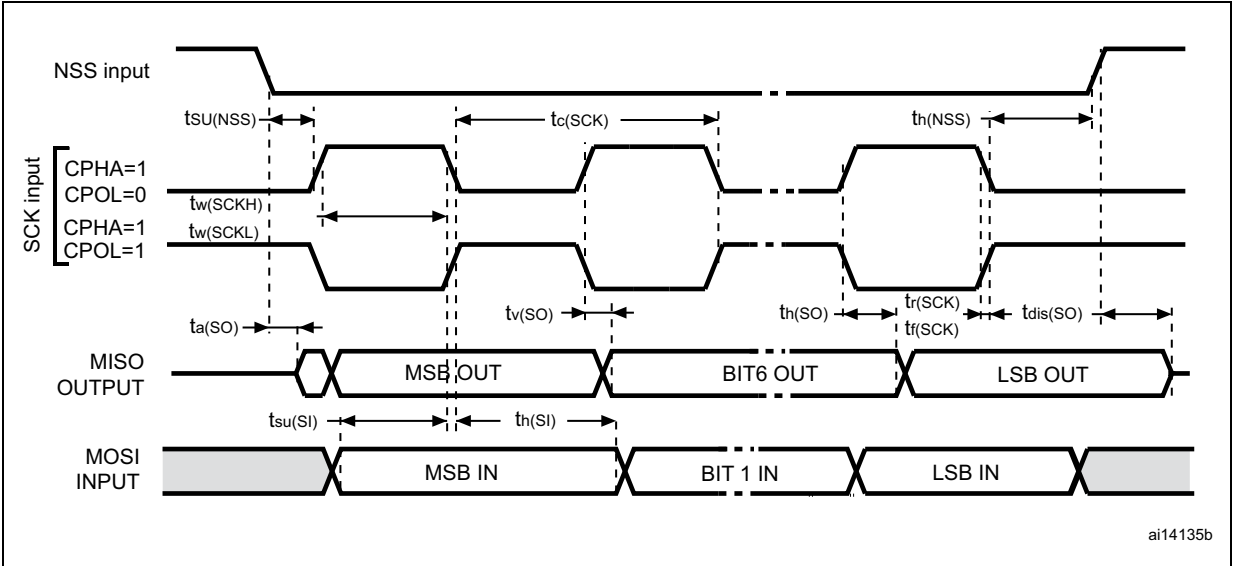 NSS input
tSU(NSS)
tc(SCK)
th(NSS)
SCK input
CPHA=1
CPOL=0
tw(SCKH)
CPHA=1
tw(SCKL)
CPOL=1
ta(SO)
tv(SO)
th(SO)
tr(SCK)
tf(SCK)
tdis(SO)
MISO
OUTPUT
MSB OUT
BIT6 OUT
LSB OUT
tsu(SI)
th(SI)
MOSI
INPUT
MSB IN
BIT 1 IN
LSB IN
ai14135b